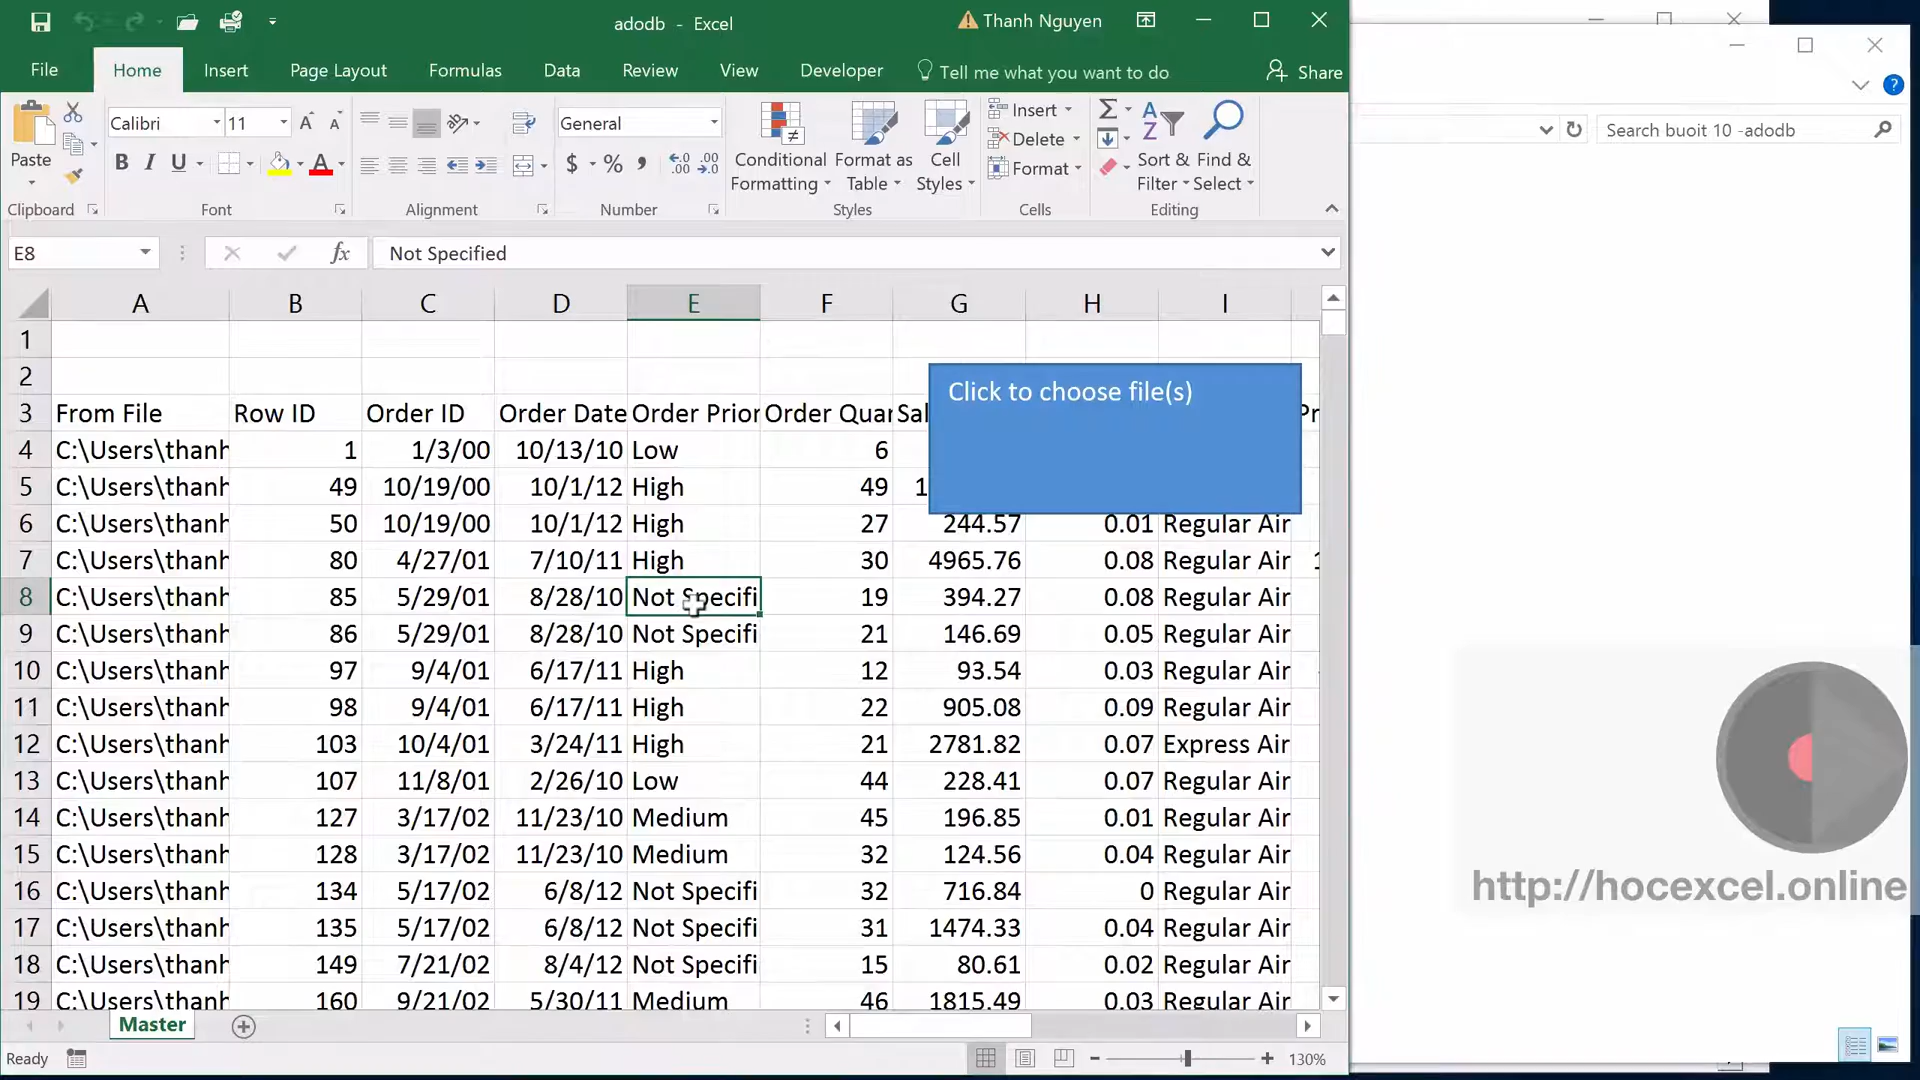 adodb - Excel
Thanh Nguyen
File Home Insert Page Layout Formulas Data Review View Developer Tell me what you want to do Share
Paste
Calibri 11
B I U A
General
$ % ,
Conditional Formatting
Format as Table
Cell Styles
Insert
Delete
Format
Sort & Filter
Find & Select
Clipboard Font Alignment Number Styles Cells Editing
E8 fx Not Specified
A B C D E F G H I
1
2
Click to choose file(s)
3 From File Row ID Order ID Order Date Order Prior Order Quar Sal Pr
4 C:\Users\thanh 1 1/3/00 10/13/10 Low 6
5 C:\Users\thanh 49 10/19/00 10/1/12 High 49 1
6 C:\Users\thanh 50 10/19/00 10/1/12 High 27 244.57 0.01 Regular Air
7 C:\Users\thanh 80 4/27/01 7/10/11 High 30 4965.76 0.08 Regular Air 1
8 C:\Users\thanh 85 5/29/01 8/28/10 Not Specifi 19 394.27 0.08 Regular Air
9 C:\Users\thanh 86 5/29/01 8/28/10 Not Specifi 21 146.69 0.05 Regular Air
10 C:\Users\thanh 97 9/4/01 6/17/11 High 12 93.54 0.03 Regular Air
11 C:\Users\thanh 98 9/4/01 6/17/11 High 22 905.08 0.09 Regular Air
12 C:\Users\thanh 103 10/4/01 3/24/11 High 21 2781.82 0.07 Express Air
13 C:\Users\thanh 107 11/8/01 2/26/10 Low 44 228.41 0.07 Regular Air
14 C:\Users\thanh 127 3/17/02 11/23/10 Medium 45 196.85 0.01 Regular Air
15 C:\Users\thanh 128 3/17/02 11/23/10 Medium 32 124.56 0.04 Regular Air
16 C:\Users\thanh 134 5/17/02 6/8/12 Not Specifi 32 716.84 0 Regular Air
17 C:\Users\thanh 135 5/17/02 6/8/12 Not Specifi 31 1474.33 0.04 Regular Air
18 C:\Users\thanh 149 7/21/02 8/4/12 Not Specifi 15 80.61 0.02 Regular Air
19 C:\Users\thanh 160 9/21/02 5/30/11 Medium 46 1815.49 0.03 Regular Air
Master
Ready 130%
Search buoit 10 -adodb
http://hocexcel.online